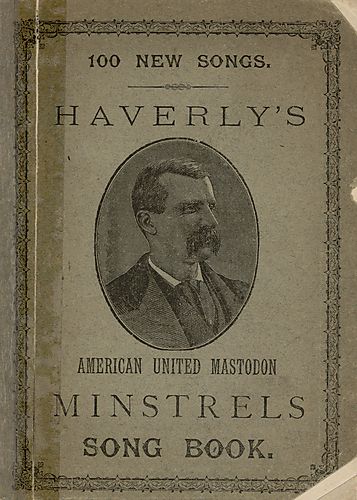 100 NEW SONGS.
HAVERLY'S
AMERICAN UNITED MASTODON
MINSTRELS
SONG BOOK.